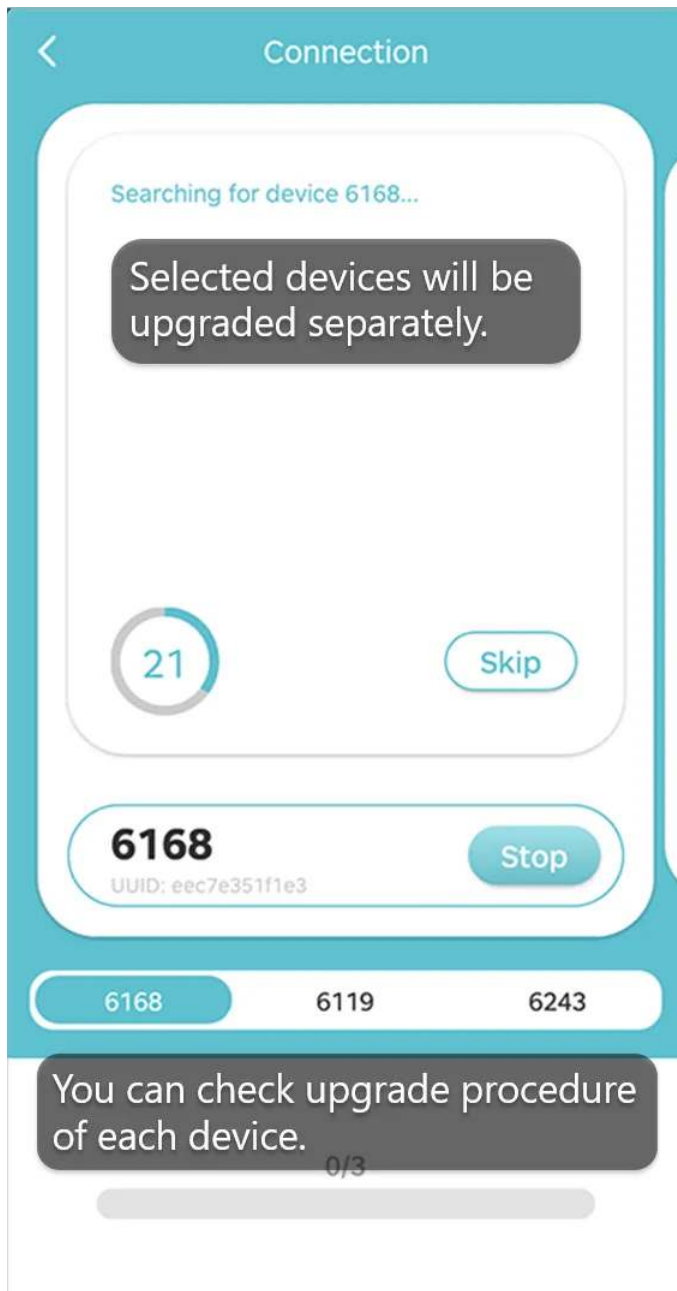 Connection
Searching for device 6168...
Selected devices will be
upgraded separately.
21
Skip
6168
UUID: eec7e351f1e3
Stop
6168
6119
6243
You can check upgrade procedure
of each device.
0/3